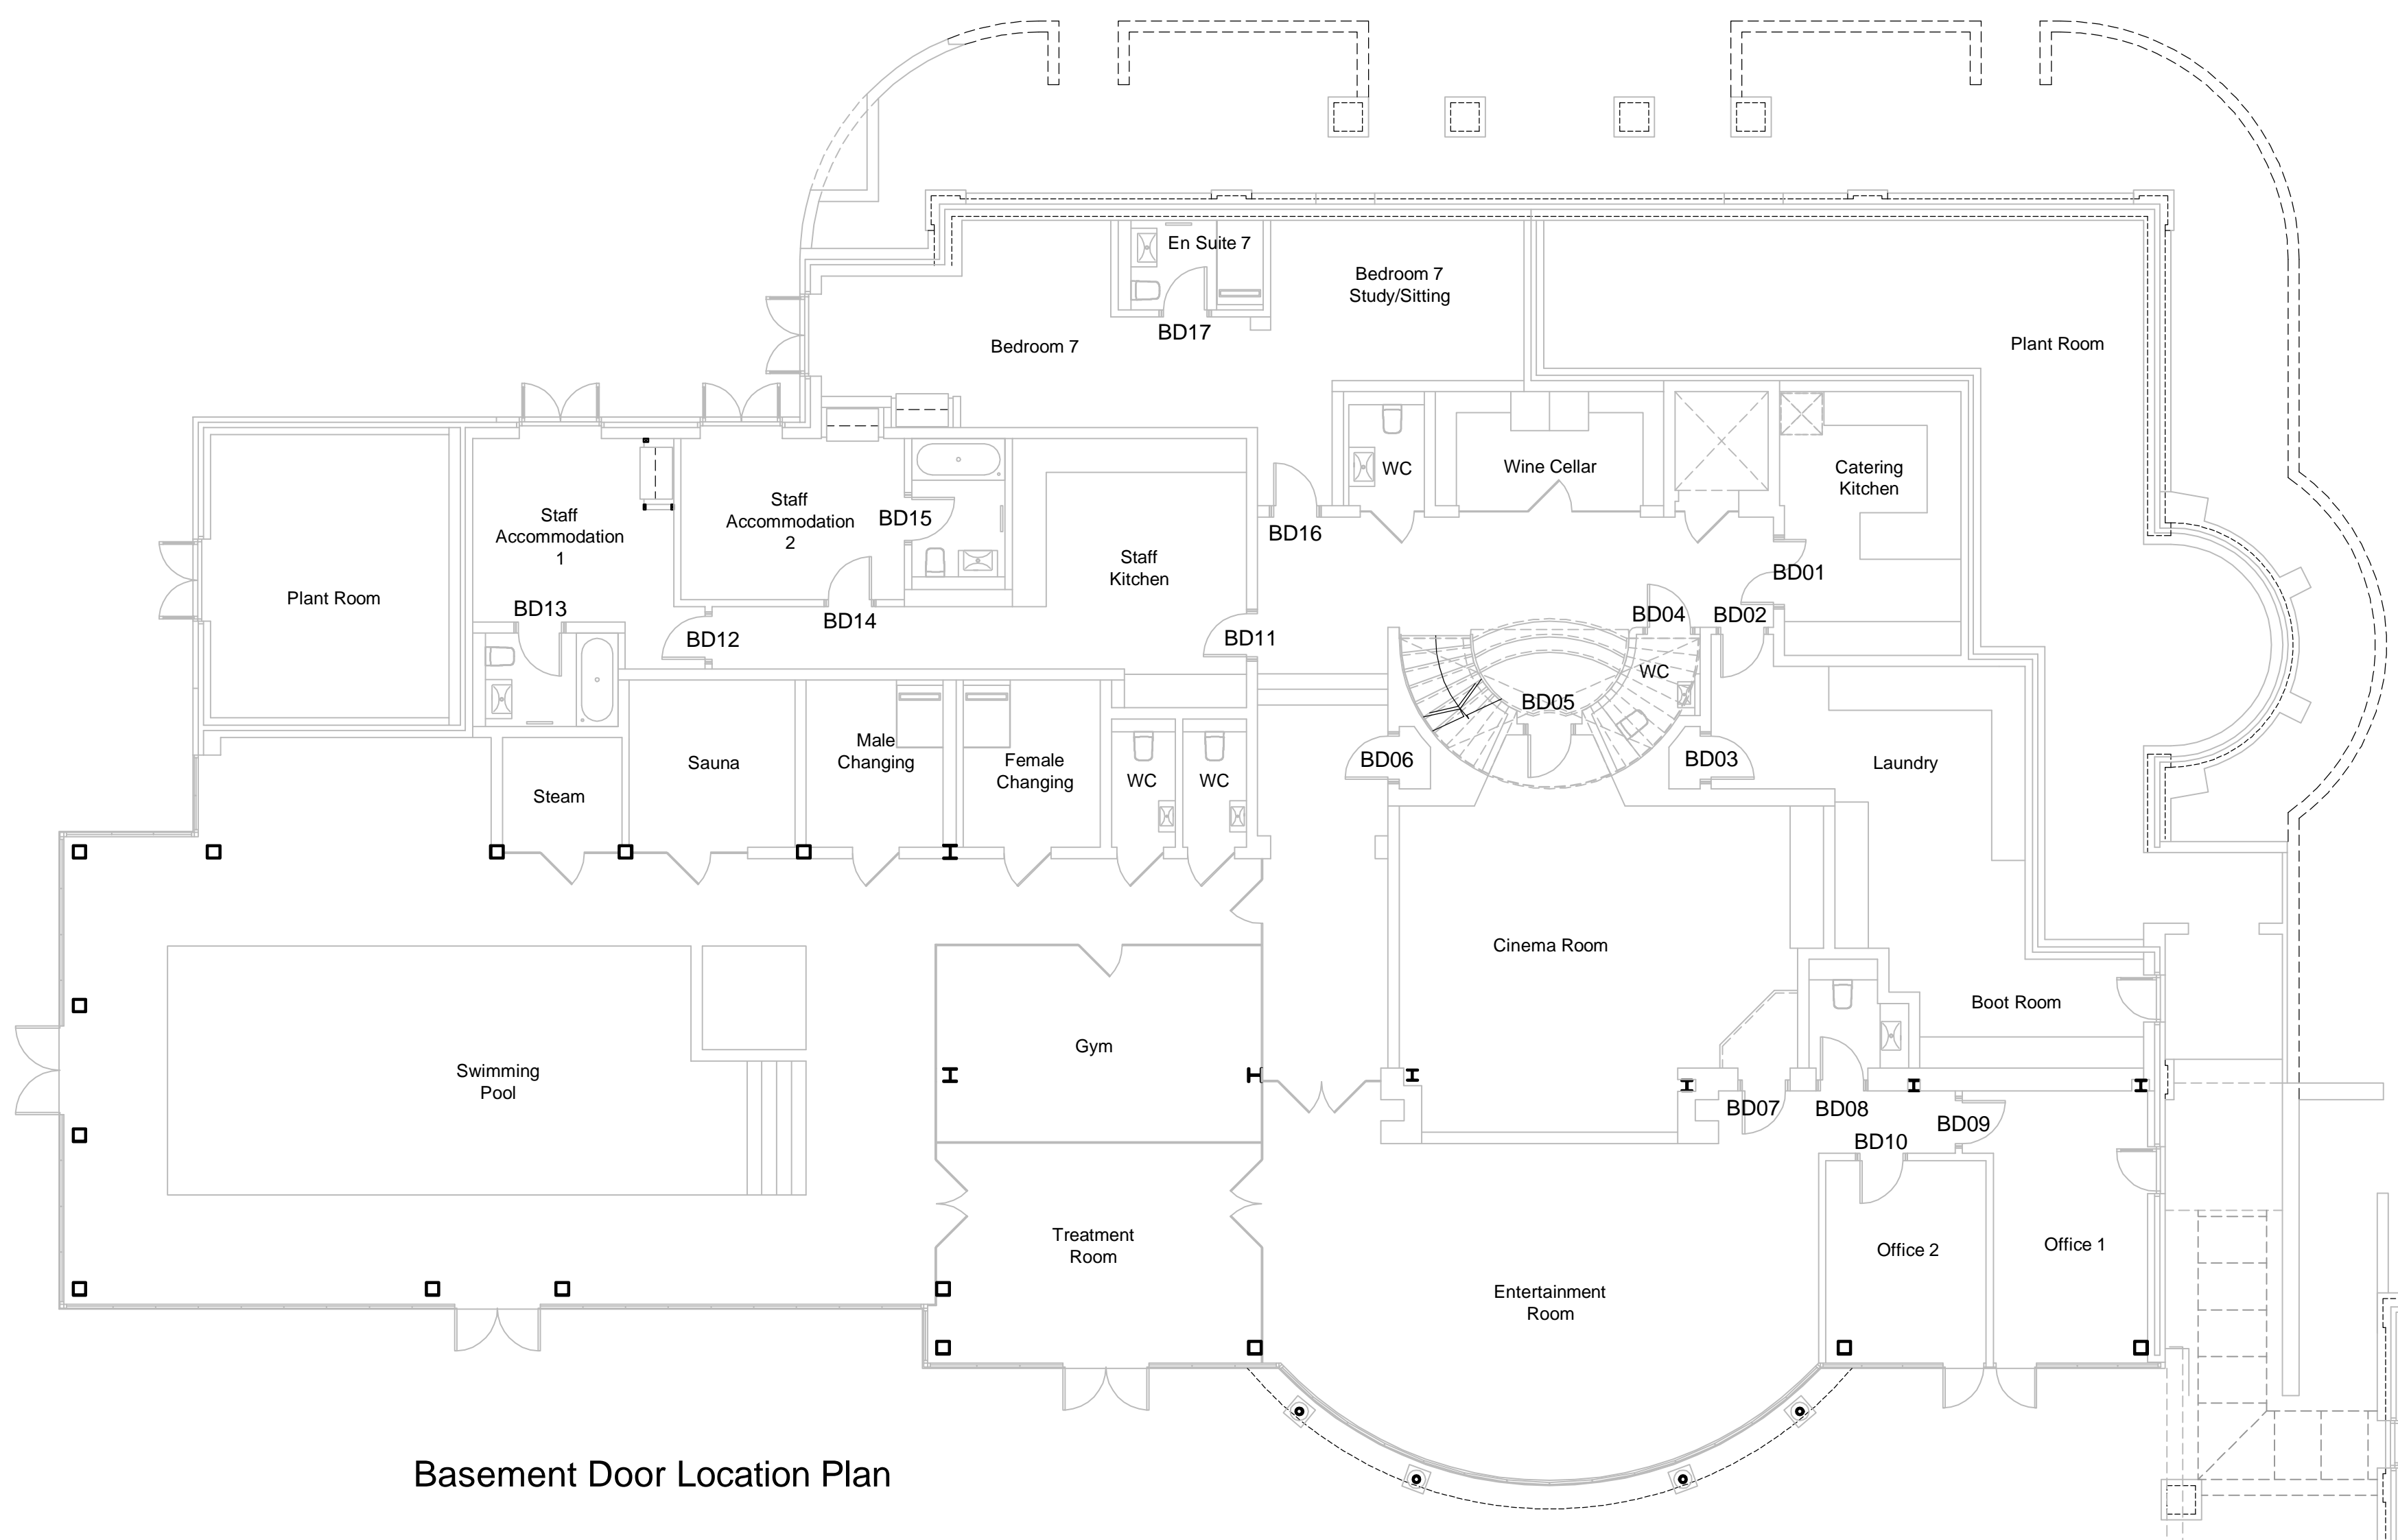 En Suite 7
Bedroom 7
Study/Sitting
BD17
Bedroom 7
Plant Room
WC
Wine Cellar
Catering
Kitchen
Staff
Accommodation
1
Staff
Accommodation
2
BD15
BD16
Staff
Kitchen
BD01
Plant Room
BD13
BD14
BD12
BD11
BD04
BD02
WC
BD05
Male
Changing
Female
Changing
Sauna
Steam
WC
WC
BD06
BD03
Laundry
Cinema Room
Boot Room
Gym
Swimming
Pool
BD07
BD08
BD09
BD10
Treatment
Room
Office 2
Office 1
Entertainment
Room
Basement Door Location Plan